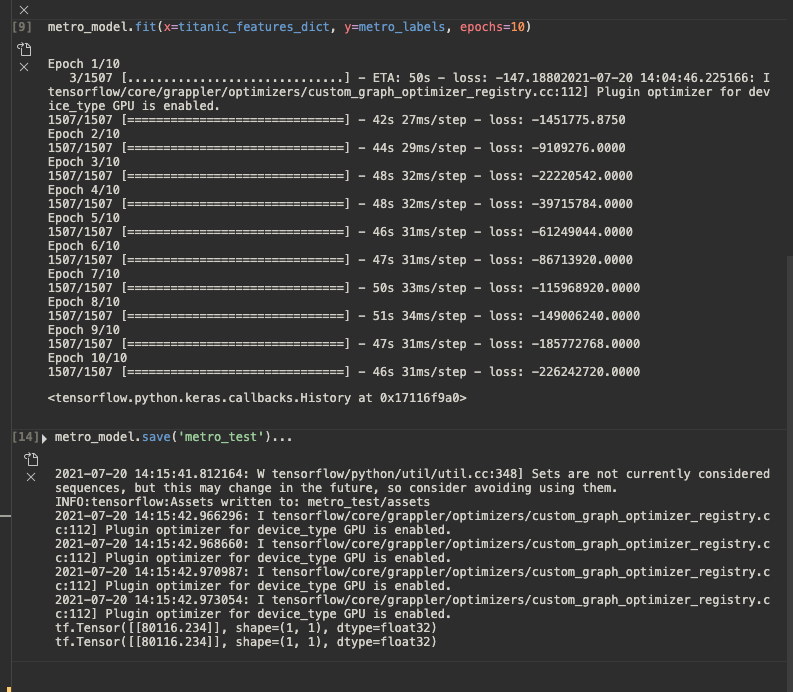 [9] metro_model.fit(x=titanic_features_dict, y=metro_labels, epochs=10)
Epoch 1/10
3/1507 [..............................] - ETA: 50s - loss: -147.18802021-07-20 14:04:46.225166: I
tensorflow/core/grappler/optimizers/custom_graph_optimizer_registry.cc:112] Plugin optimizer for dev
ice_type GPU is enabled.
1507/1507 [==============================] - 42s 27ms/step - loss: -1451775.8750
Epoch 2/10
1507/1507 [==============================] - 44s 29ms/step - loss: -9109276.0000
Epoch 3/10
1507/1507 [==============================] - 48s 32ms/step - loss: -22220542.0000
Epoch 4/10
1507/1507 [==============================] - 48s 32ms/step - loss: -39715784.0000
Epoch 5/10
1507/1507 [==============================] - 46s 31ms/step - loss: -61249044.0000
Epoch 6/10
1507/1507 [==============================] - 47s 31ms/step - loss: -86713920.0000
Epoch 7/10
1507/1507 [==============================] - 50s 33ms/step - loss: -115968920.0000
Epoch 8/10
1507/1507 [==============================] - 51s 34ms/step - loss: -149006240.0000
Epoch 9/10
1507/1507 [==============================] - 47s 31ms/step - loss: -185772768.0000
Epoch 10/10
1507/1507 [==============================] - 46s 31ms/step - loss: -226242720.0000
<tensorflow.python.keras.callbacks.History at 0x17116f9a0>
[14] metro_model.save('metro_test')...
2021-07-20 14:15:41.812164: W tensorflow/python/util/util.cc:348] Sets are not currently considered
sequences, but this may change in the future, so consider avoiding using them.
INFO:tensorflow:Assets written to: metro_test/assets
2021-07-20 14:15:42.966296: I tensorflow/core/grappler/optimizers/custom_graph_optimizer_registry.c
c:112] Plugin optimizer for device_type GPU is enabled.
2021-07-20 14:15:42.968660: I tensorflow/core/grappler/optimizers/custom_graph_optimizer_registry.c
c:112] Plugin optimizer for device_type GPU is enabled.
2021-07-20 14:15:42.970987: I tensorflow/core/grappler/optimizers/custom_graph_optimizer_registry.c
c:112] Plugin optimizer for device_type GPU is enabled.
2021-07-20 14:15:42.973054: I tensorflow/core/grappler/optimizers/custom_graph_optimizer_registry.c
c:112] Plugin optimizer for device_type GPU is enabled.
tf.Tensor([[80116.234]], shape=(1, 1), dtype=float32)
tf.Tensor([[80116.234]], shape=(1, 1), dtype=float32)